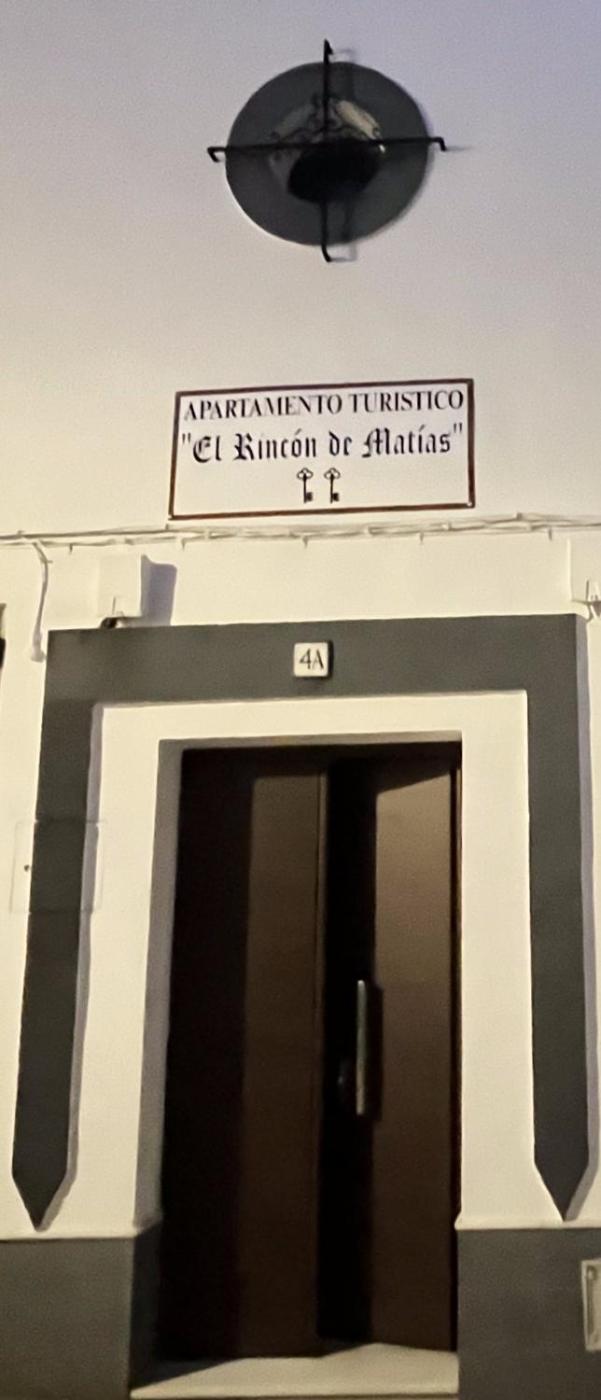 APARTAMENTO TURISTICO
"El Rincón de Matías"
4A